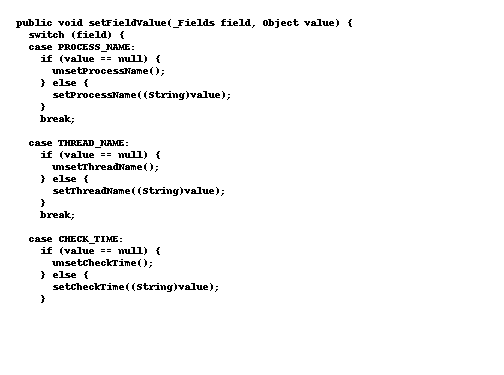 public void setFieldValue(_Fields field, Object value) {
  switch (field) {
  case PROCESS_NAME:
    if (value == null) {
      unsetProcessName();
    } else {
      setProcessName((String)value);
    }
    break;

  case THREAD_NAME:
    if (value == null) {
      unsetThreadName();
    } else {
      setThreadName((String)value);
    }
    break;

  case CHECK_TIME:
    if (value == null) {
      unsetCheckTime();
    } else {
      setCheckTime((String)value);
    }